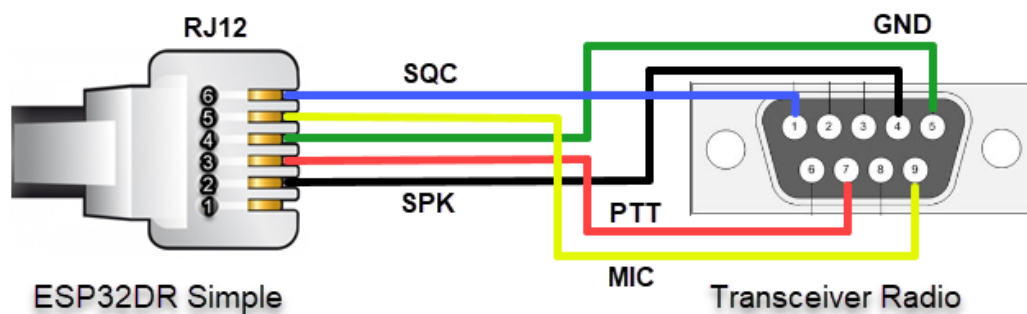 RJ12
GND
SQC
6
5
4
3
2
1
1 2 3 4 5
6 7 8 9
SPK
PTT
MIC
ESP32DR Simple
Transceiver Radio